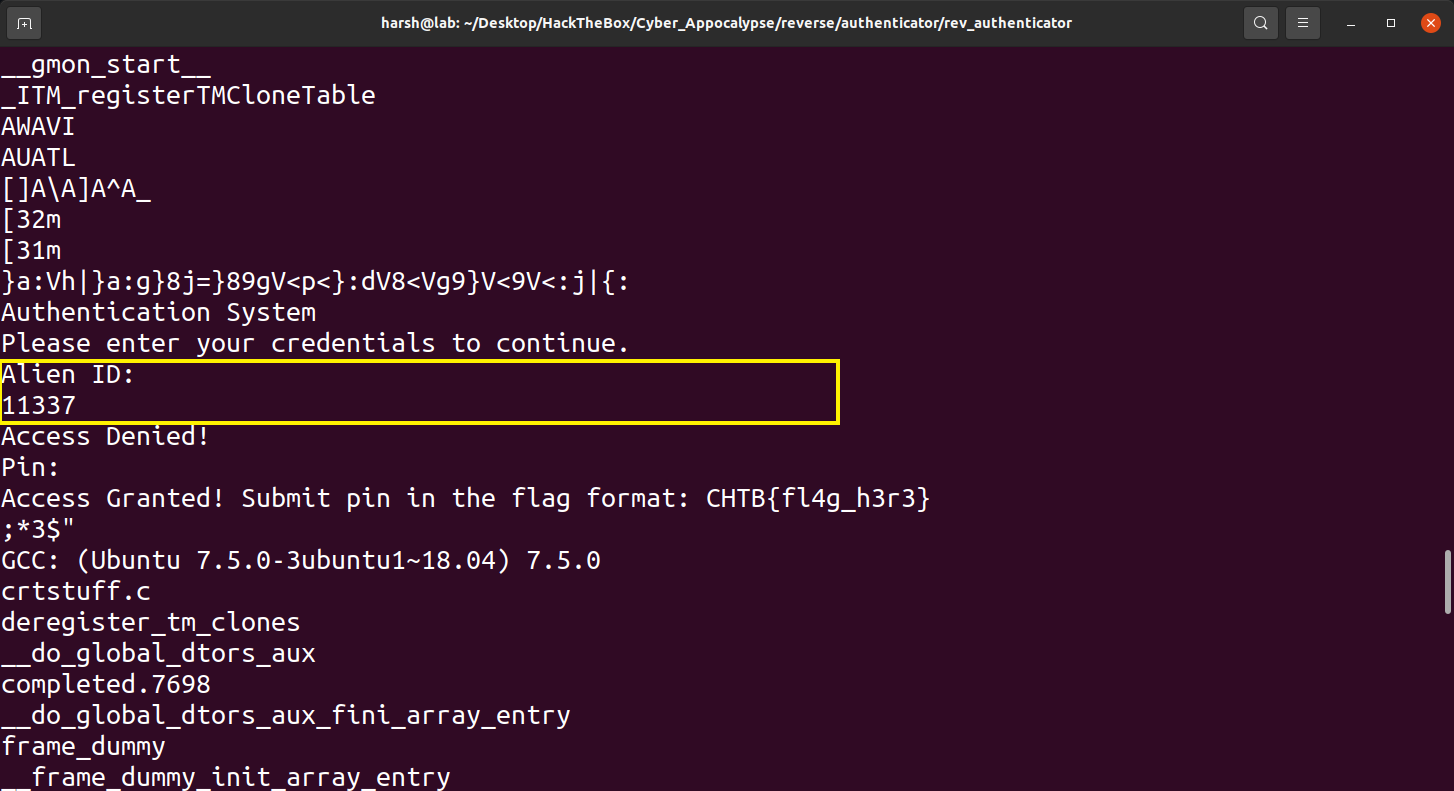 harsh@lab: ~/Desktop/HackTheBox/Cyber_Appocalypse/reverse/authenticator/rev_authenticator
__gmon_start__
_ITM_registerTMCloneTable
AWAVI
AUATL
[]A\A]A^A_
[32m
[31m
}a:Vh|}a:g}8j=}89gV<p<}:dV8<Vg9}V<9V<:j|{:
Authentication System
Please enter your credentials to continue.
Alien ID:
11337
Access Denied!
Pin:
Access Granted! Submit pin in the flag format: CHTB{fl4g_h3r3}
;*3$"
GCC: (Ubuntu 7.5.0-3ubuntu1~18.04) 7.5.0
crtstuff.c
deregister_tm_clones
__do_global_dtors_aux
completed.7698
__do_global_dtors_aux_fini_array_entry
frame_dummy
__frame_dummy_init_array_entry